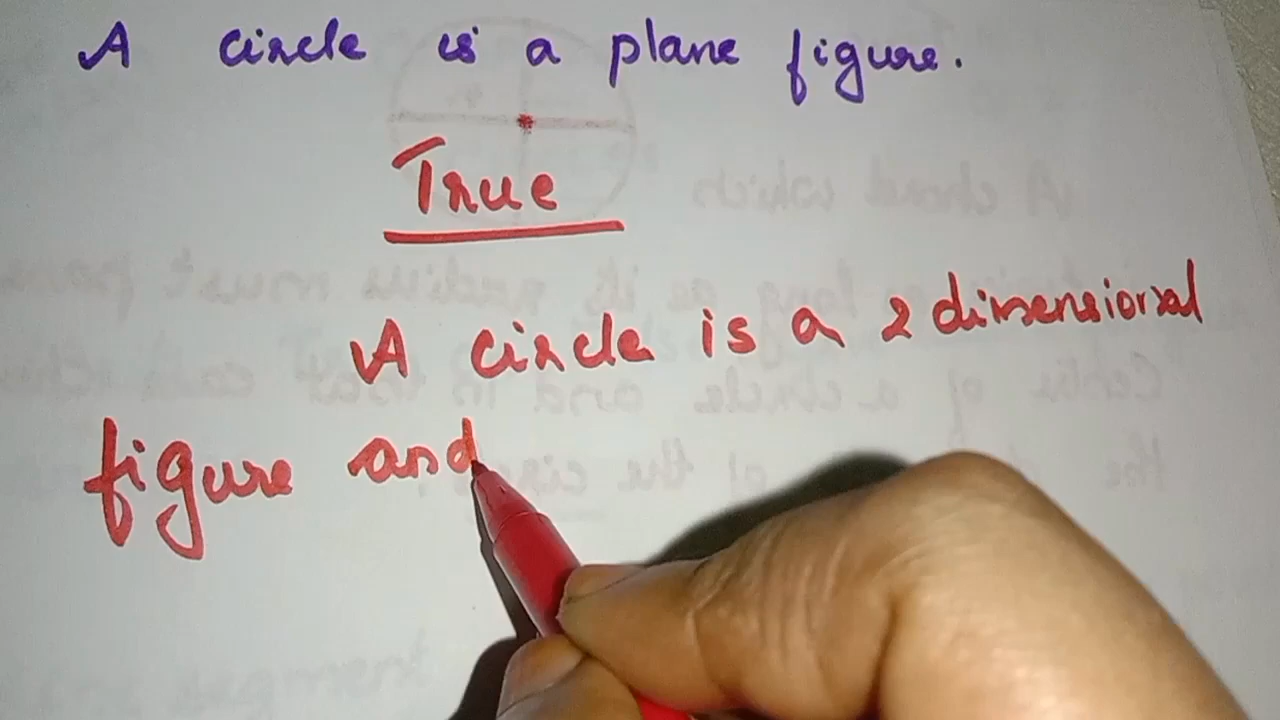 A circle is a plane figure.
True
A circle is a 2 dimensional
figure and